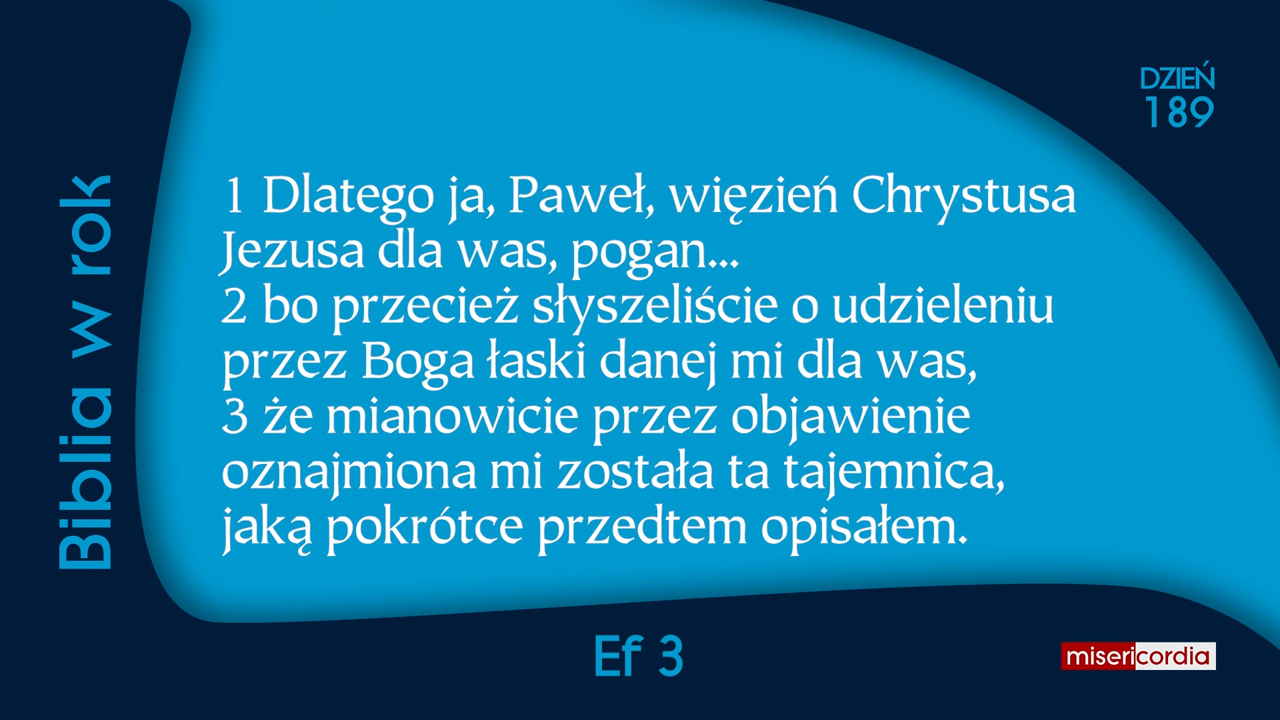 DZIEŃ
189
Biblia w rok
1 Dlatego ja, Paweł, więzień Chrystusa
Jezusa dla was, pogan...
2 bo przecież słyszeliście o udzieleniu
przez Boga łaski danej mi dla was,
3 że mianowicie przez objawienie
oznajmiona mi została ta tajemnica,
jaką pokrótce przedtem opisałem.
Ef 3
misericordia